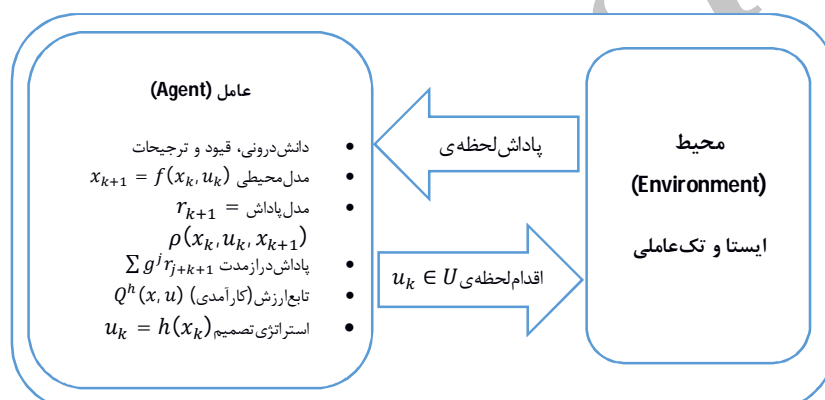 عامل (Agent)
دانش‌درونی، قیود و ترجیحات
مدل‌محیطی x_{k+1} = f(x_k, u_k)
مدل‌پاداش r_{k+1} =
ρ(x_k, u_k, x_{k+1})
پاداش‌درازمدت ∑ g^j r_{j+k+1}
تابع‌ارزش(کارآمدی) Q^h(x, u)
استراتژی‌تصمیم u_k = h(x_k)
پاداش‌لحظه‌ی
اقدام‌لحظه‌ی u_k ∈ U
محیط
(Environment)
ایستا و تک‌عاملی